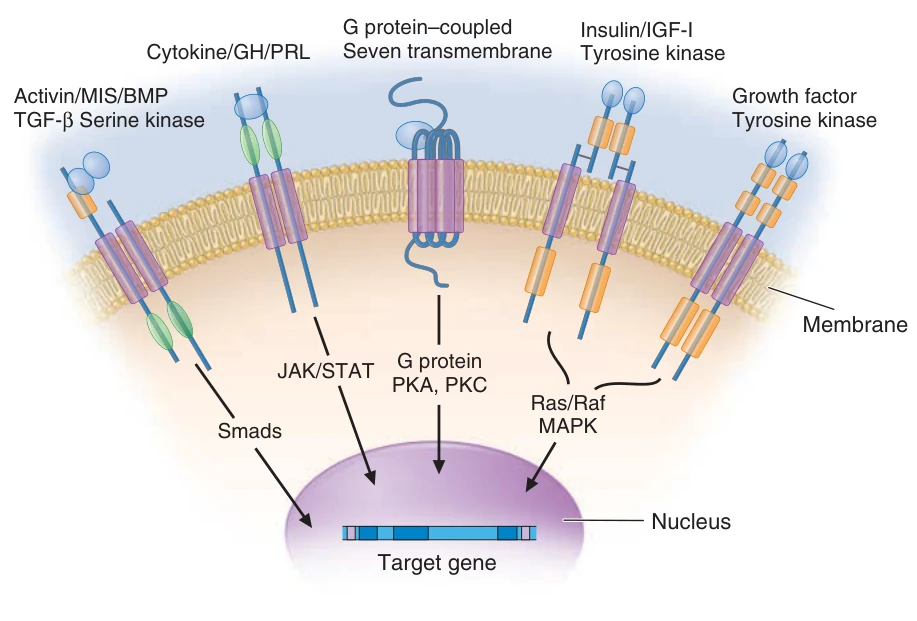 G protein–coupled
Seven transmembrane
Insulin/IGF-I
Tyrosine kinase
Cytokine/GH/PRL
Activin/MIS/BMP
TGF-β Serine kinase
Growth factor
Tyrosine kinase
Membrane
JAK/STAT
G protein
PKA, PKC
Ras/Raf
MAPK
Smads
Nucleus
Target gene